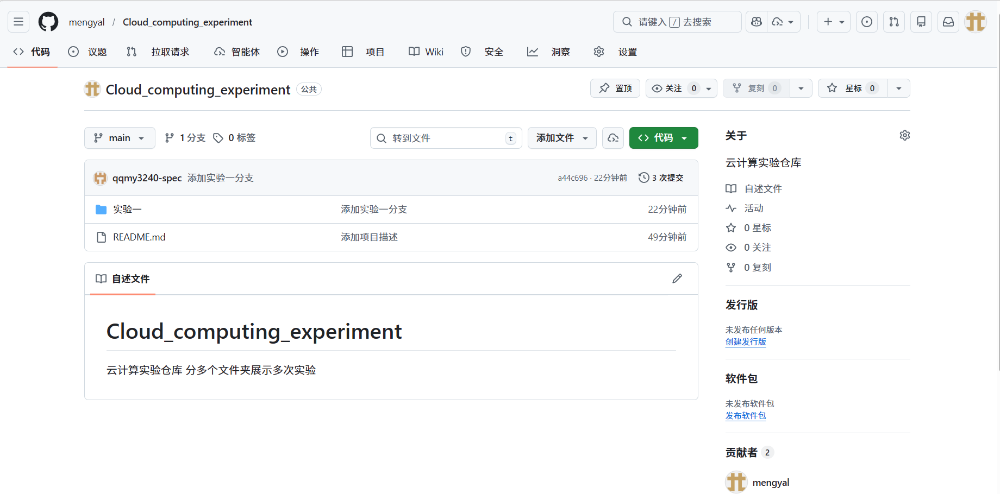 mengyal / Cloud_computing_experiment
请键入 / 去搜索
代码 议题 拉取请求 智能体 操作 项目 Wiki 安全 洞察 设置
Cloud_computing_experiment 公共
置顶 关注 0 复刻 0 星标 0
main 1 分支 0 标签 转到文件 t 添加文件 代码
qqmy3240-spec 添加实验一分支 a44c696 · 22分钟前 3 次提交
实验一 添加实验一分支 22分钟前
README.md 添加项目描述 49分钟前
自述文件
Cloud_computing_experiment
云计算实验仓库 分多个文件夹展示多次实验
关于
云计算实验仓库
自述文件
活动
0 星标
0 关注
0 复刻
发行版
未发布任何版本
创建发行版
软件包
未发布软件包
发布软件包
贡献者 2
mengyal